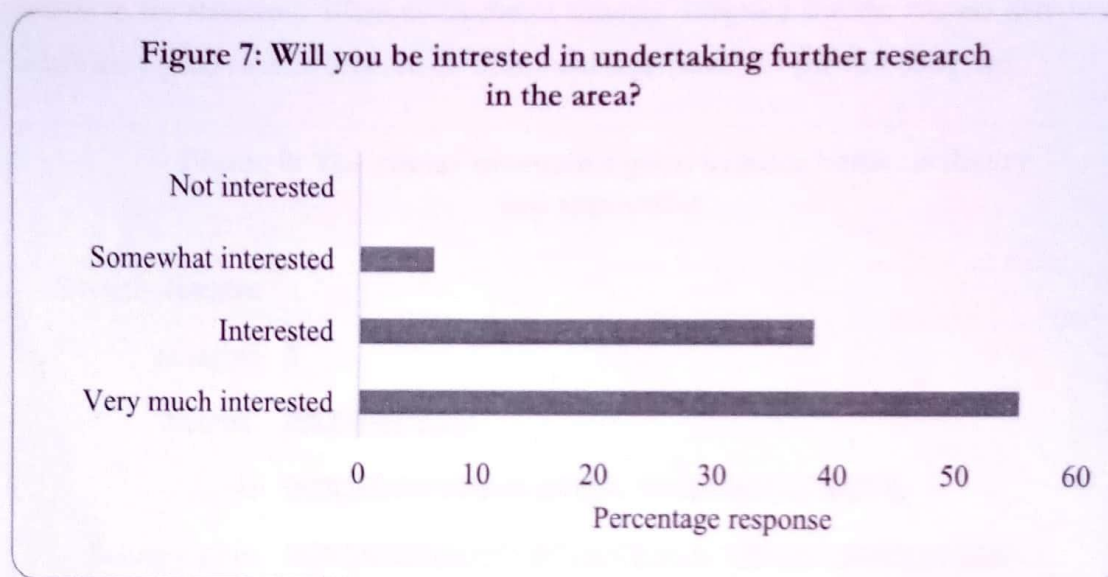 Figure 7: Will you be intrested in undertaking further research
in the area?
Not interested
Somewhat interested
Interested
Very much interested
0 10 20 30 40 50 60
Percentage response